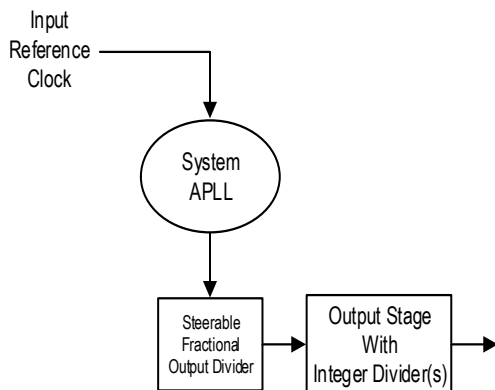 Input
Reference
Clock
System
APLL
Steerable
Fractional
Output Divider
Output Stage
With
Integer Divider(s)